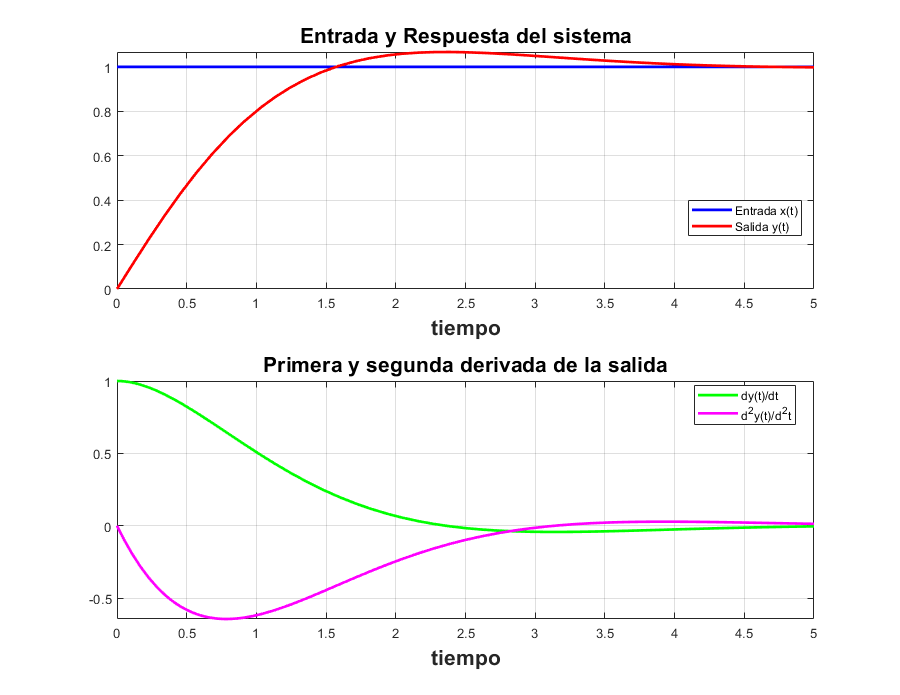 Entrada y Respuesta del sistema
1
0.8
0.6
0.4
0.2
0
Entrada x(t)
Salida y(t)
0 0.5 1 1.5 2 2.5 3 3.5 4 4.5 5
tiempo
Primera y segunda derivada de la salida
1
0.5
0
-0.5
dy(t)/dt
d²y(t)/d²t
0 0.5 1 1.5 2 2.5 3 3.5 4 4.5 5
tiempo